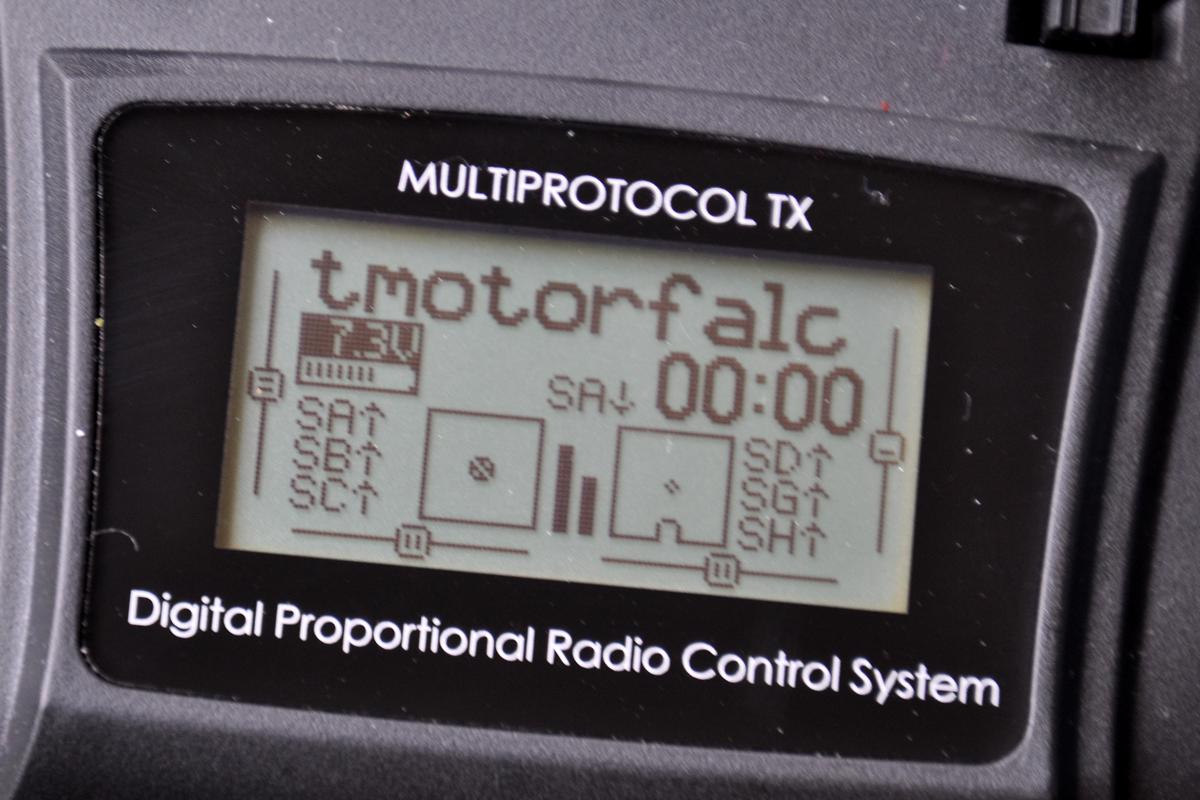 MULTIPROTOCOL TX
tmotorfalc
7.3V
SA↓ 00:00
SA↑
SB↑
SC↑
SD↑
SG↑
SH↑
Digital Proportional Radio Control System